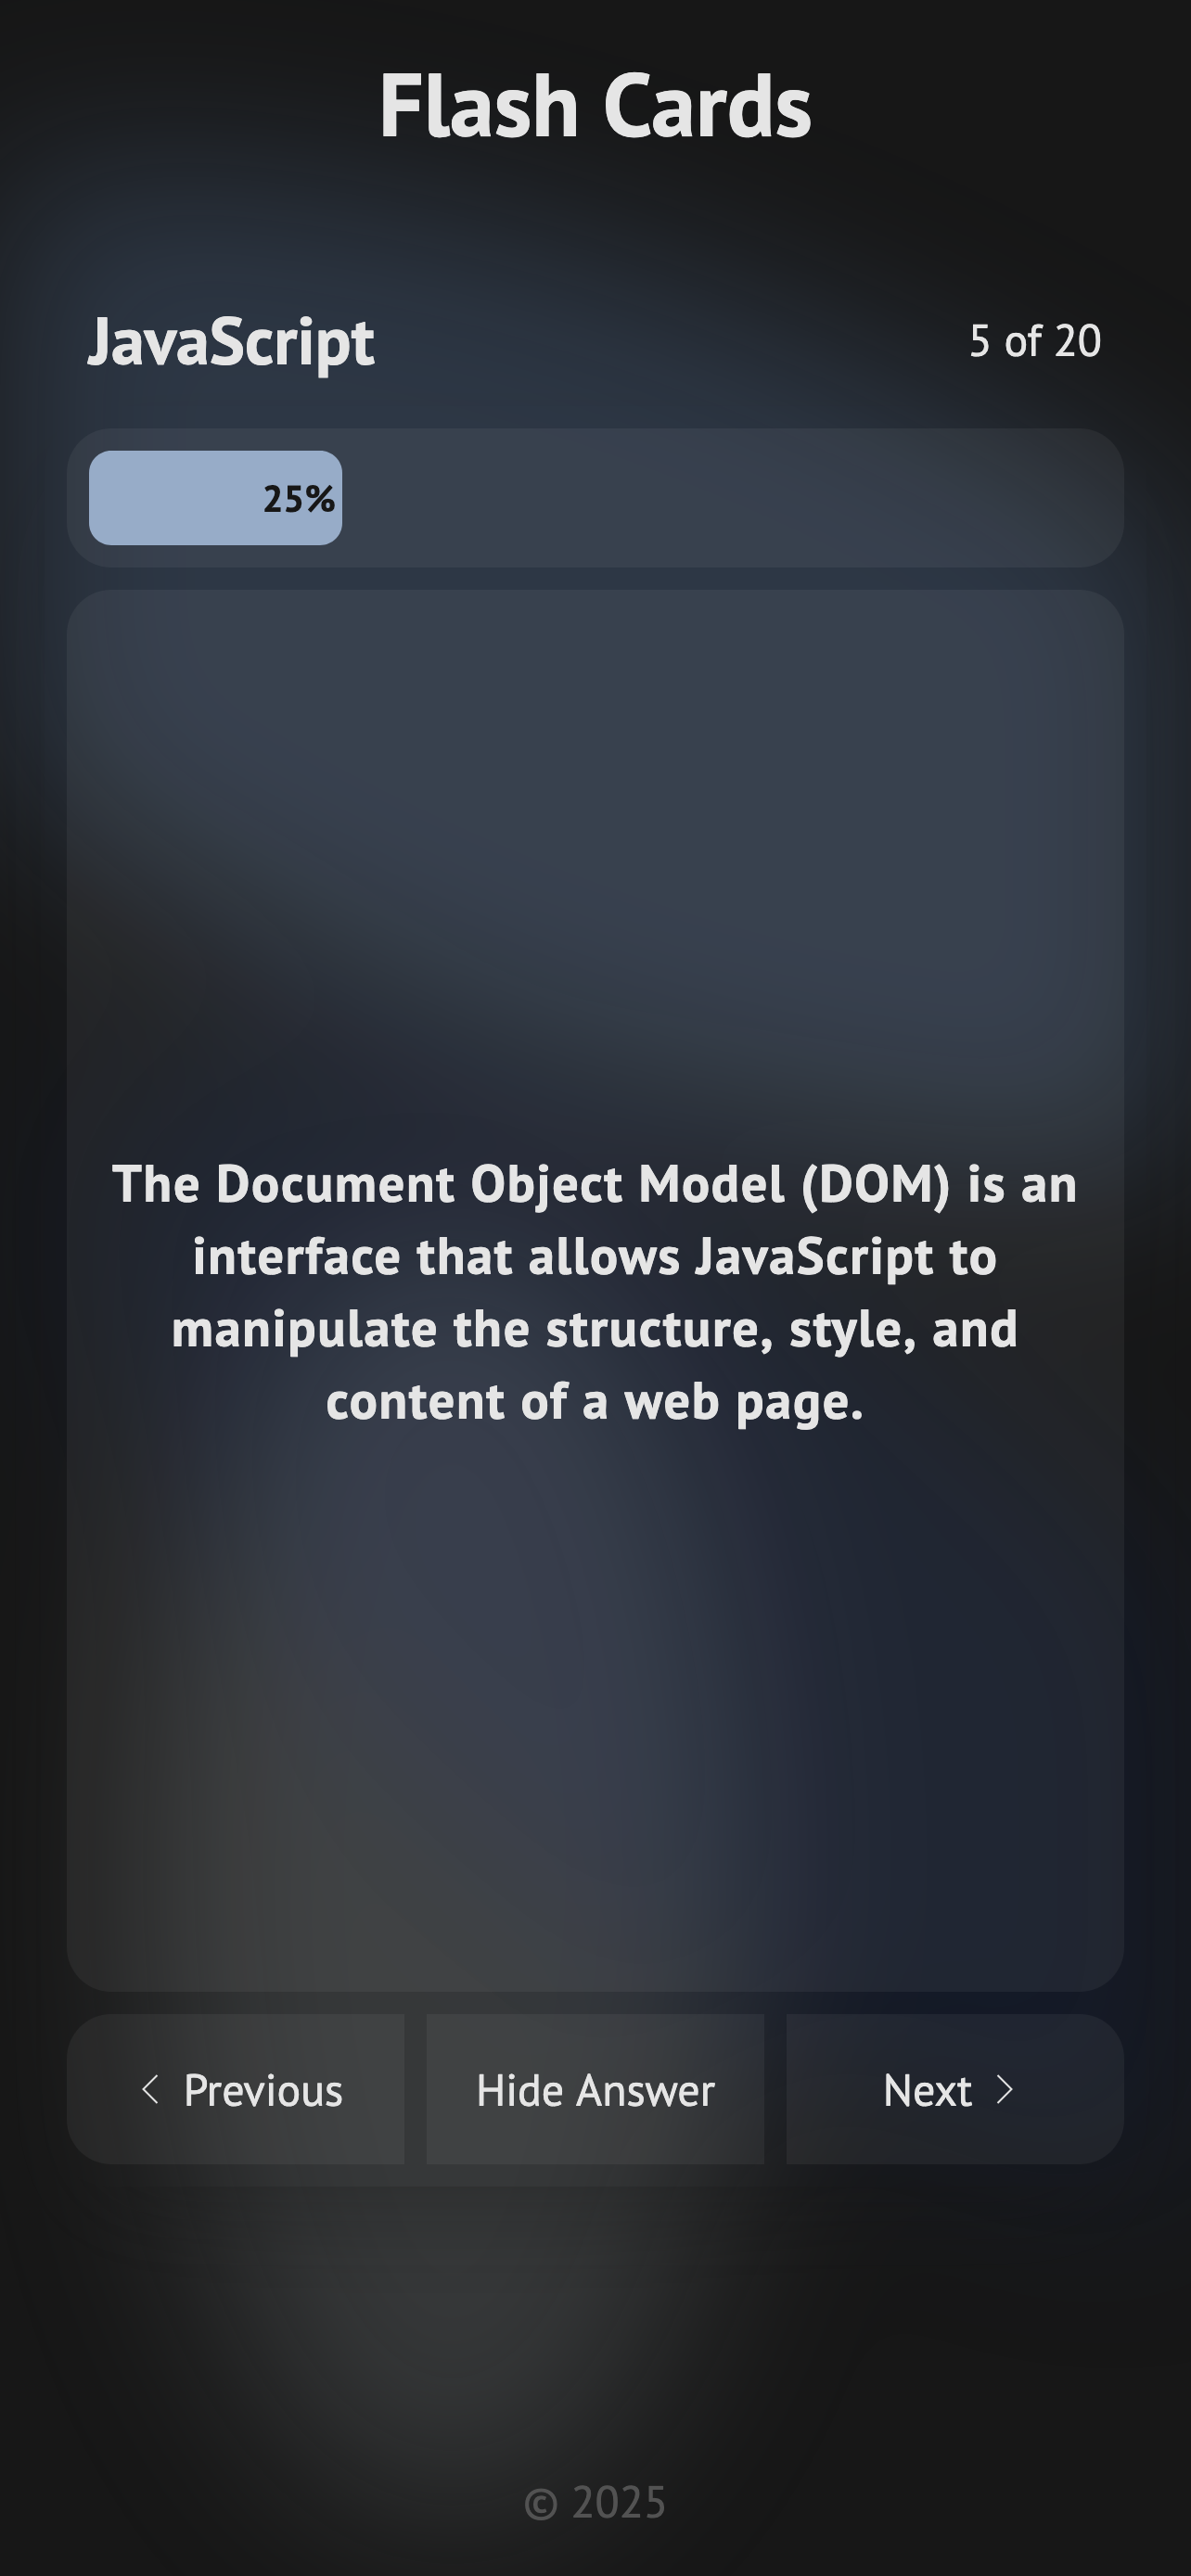 Flash Cards
JavaScript
5 of 20
25%
The Document Object Model (DOM) is an
interface that allows JavaScript to
manipulate the structure, style, and
content of a web page.
Previous
Hide Answer
Next
© 2025